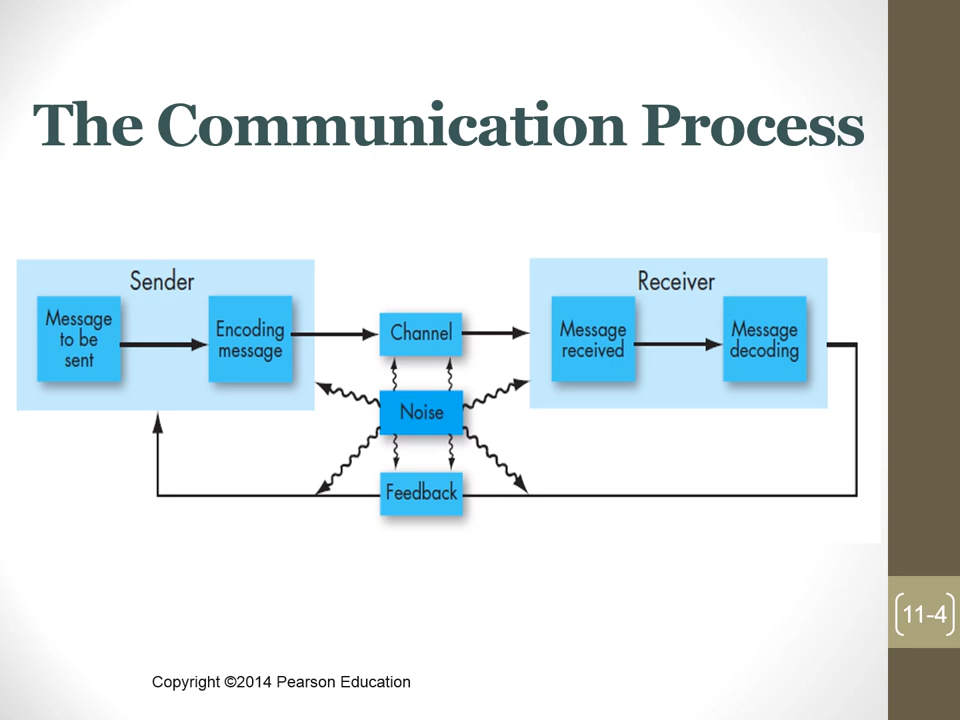 The Communication Process
Sender
Message
to be
sent
Encoding
message
Channel
Receiver
Message
received
Message
decoding
Noise
Feedback
11-4
Copyright ©2014 Pearson Education